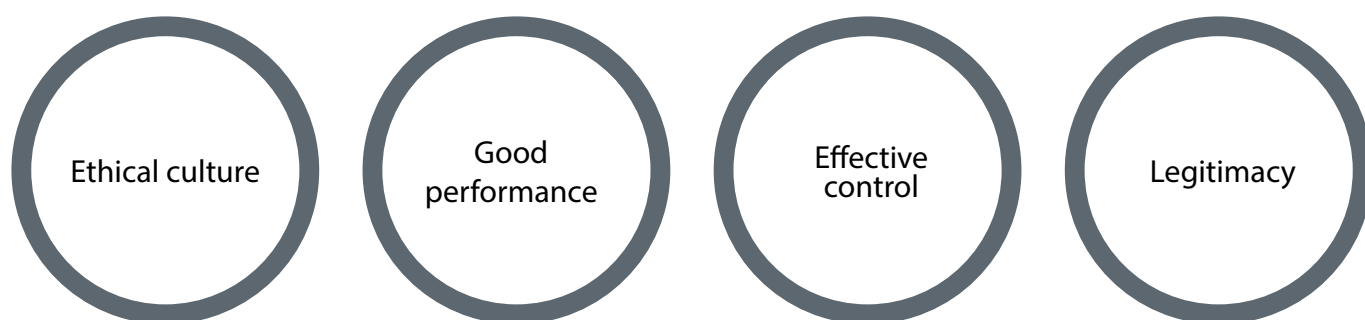 Ethical culture
Good
performance
Effective
control
Legitimacy